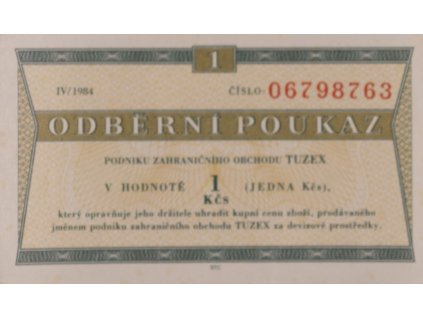 1
IV/1984 ČÍSLO: 06798763
ODBĚRNÍ POUKAZ
PODNIKU ZAHRANIČNÍHO OBCHODU TUZEX
V HODNOTĚ 1 (JEDNA Kčs),
Kčs
který opravňuje jeho držitele uhradit kupní cenu zboží, prodávaného
jménem podniku zahraničního obchodu TUZEX za devizové prostředky.